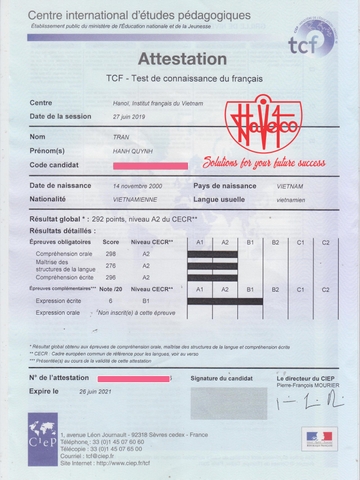 Centre international d'études pédagogiques
Établissement public du ministère de l'Éducation nationale et de la Jeunesse
tcf
Attestation
TCF - Test de connaissance du français
Centre Hanoï, Institut français du Vietnam
Date de la session 27 juin 2019
Havetco
Solutions for your future success
Nom TRAN
Prénom(s) HANH QUYNH
Code candidat
Date de naissance 14 novembre 2000 Pays de naissance VIETNAM
Nationalité VIETNAMIENNE Langue usuelle vietnamien
Résultat global * : 292 points, niveau A2 du CECR**
Résultats détaillés :
Épreuves obligatoires Score Niveau CECR** A1 A2 B1 B2 C1 C2
Compréhension orale 298 A2
Maîtrise des structures de la langue 276 A2
Compréhension écrite 296 A2
Épreuves complémentaires*** Note /20 Niveau CECR** A1 A2 B1 B2 C1 C2
Expression écrite 6 B1
Expression orale Non inscrit(e) à cette épreuve
* Résultat global obtenu aux épreuves de compréhension orale, maîtrise des structures de la langue et compréhension écrite
** CECR : Cadre européen commun de référence pour les langues, voir au verso
*** Présentée(s) au cours de la validité de cette attestation
N° de l'attestation
Expire le 26 juin 2021
Signature du candidat
Le directeur du CIEP
Pierre-François MOURIER
CIEP
1, avenue Léon Journault - 92318 Sèvres cedex - France
Téléphone : 33 (0)1 45 07 60 00
Télécopie : 33 (0)1 45 07 60 01
Courriel : tcf@ciep.fr
Site Internet : http://www.ciep.fr/tcf